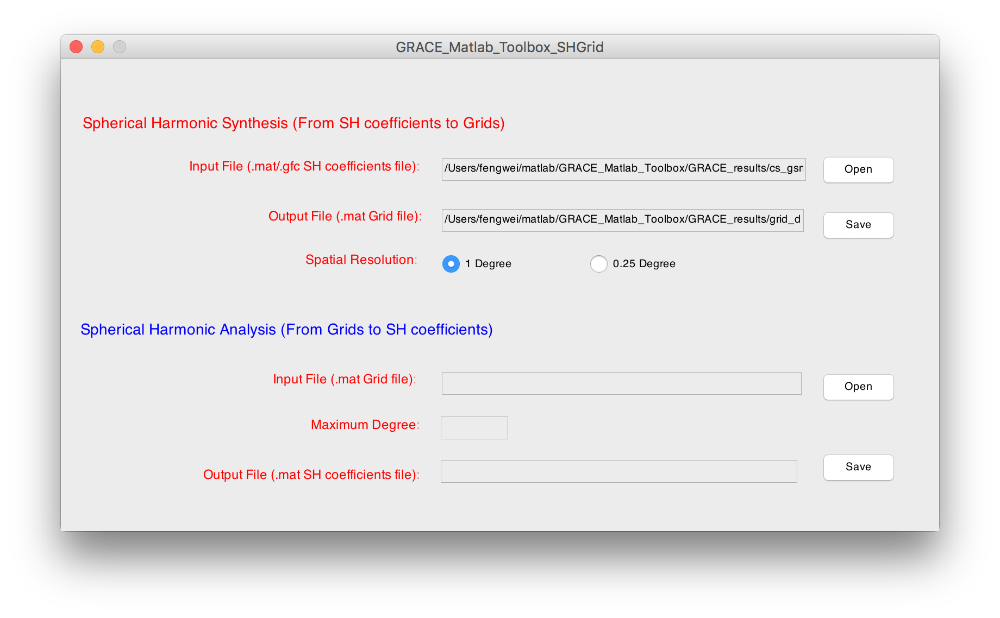 GRACE_Matlab_Toolbox_SHGrid
Spherical Harmonic Synthesis (From SH coefficients to Grids)
Input File (.mat/.gfc SH coefficients file):
/Users/fengwei/matlab/GRACE_Matlab_Toolbox/GRACE_results/cs_gsm
Open
Output File (.mat Grid file):
/Users/fengwei/matlab/GRACE_Matlab_Toolbox/GRACE_results/grid_d
Save
Spatial Resolution:
1 Degree
0.25 Degree
Spherical Harmonic Analysis (From Grids to SH coefficients)
Input File (.mat Grid file):
Open
Maximum Degree:
Output File (.mat SH coefficients file):
Save